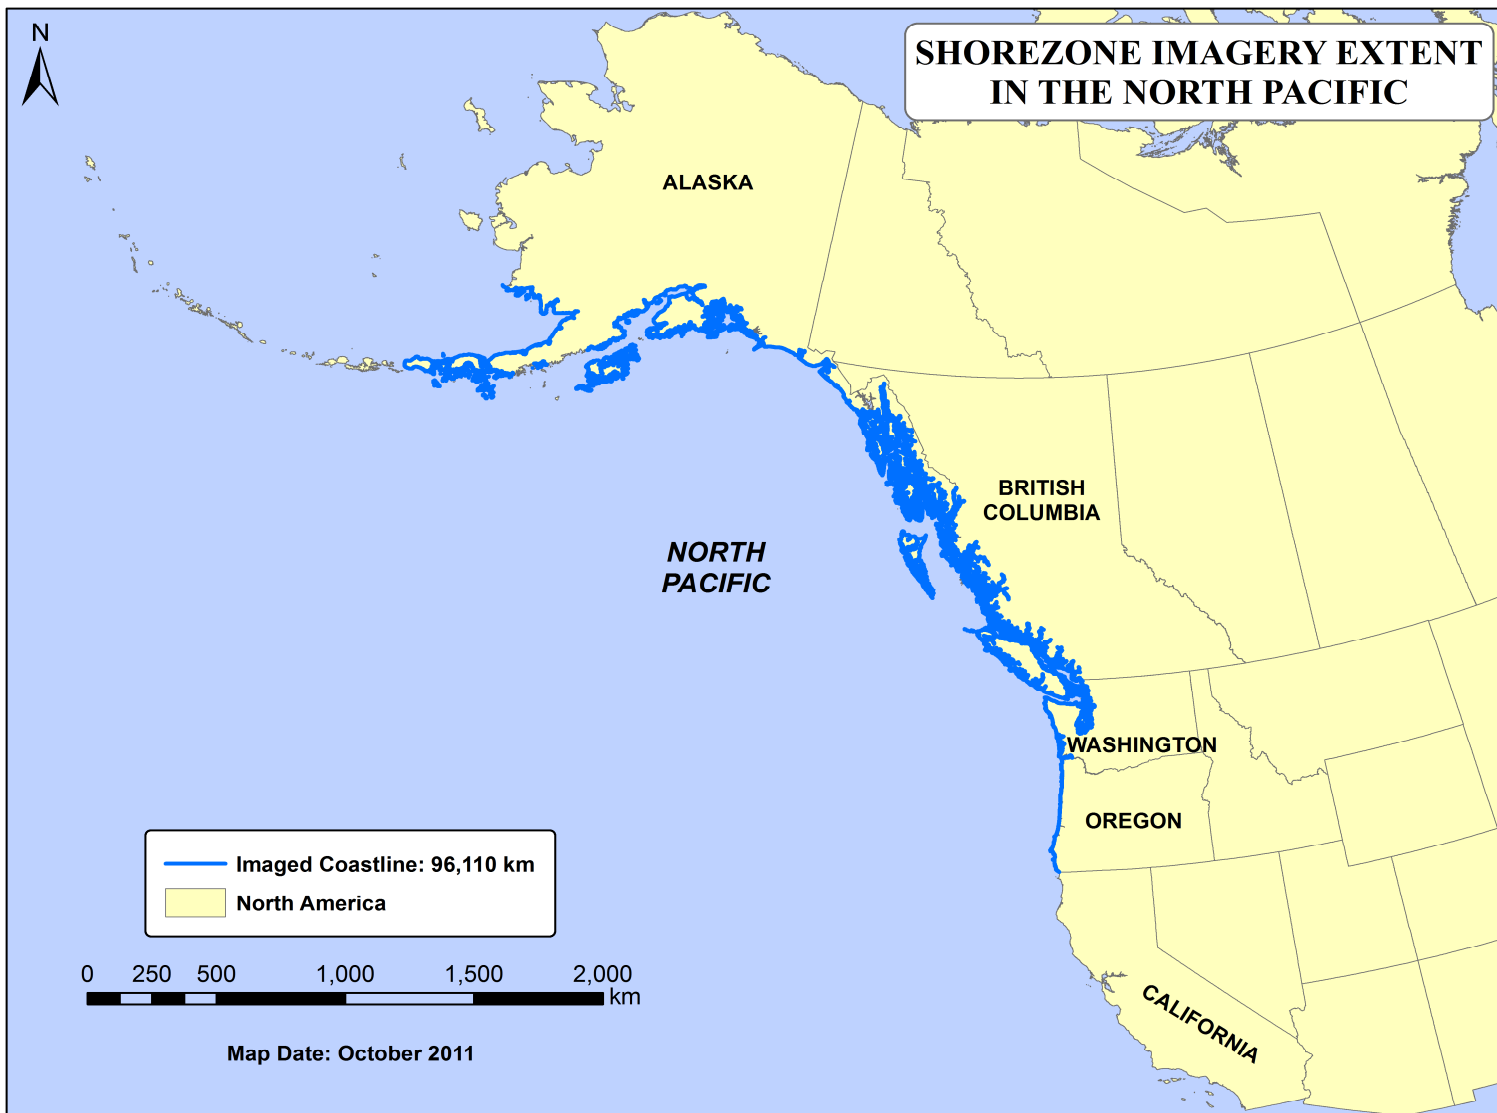 N
SHOREZONE IMAGERY EXTENT
IN THE NORTH PACIFIC
ALASKA
BRITISH
COLUMBIA
NORTH
PACIFIC
WASHINGTON
OREGON
CALIFORNIA
Imaged Coastline: 96,110 km
North America
0 250 500 1,000 1,500 2,000
km
Map Date: October 2011